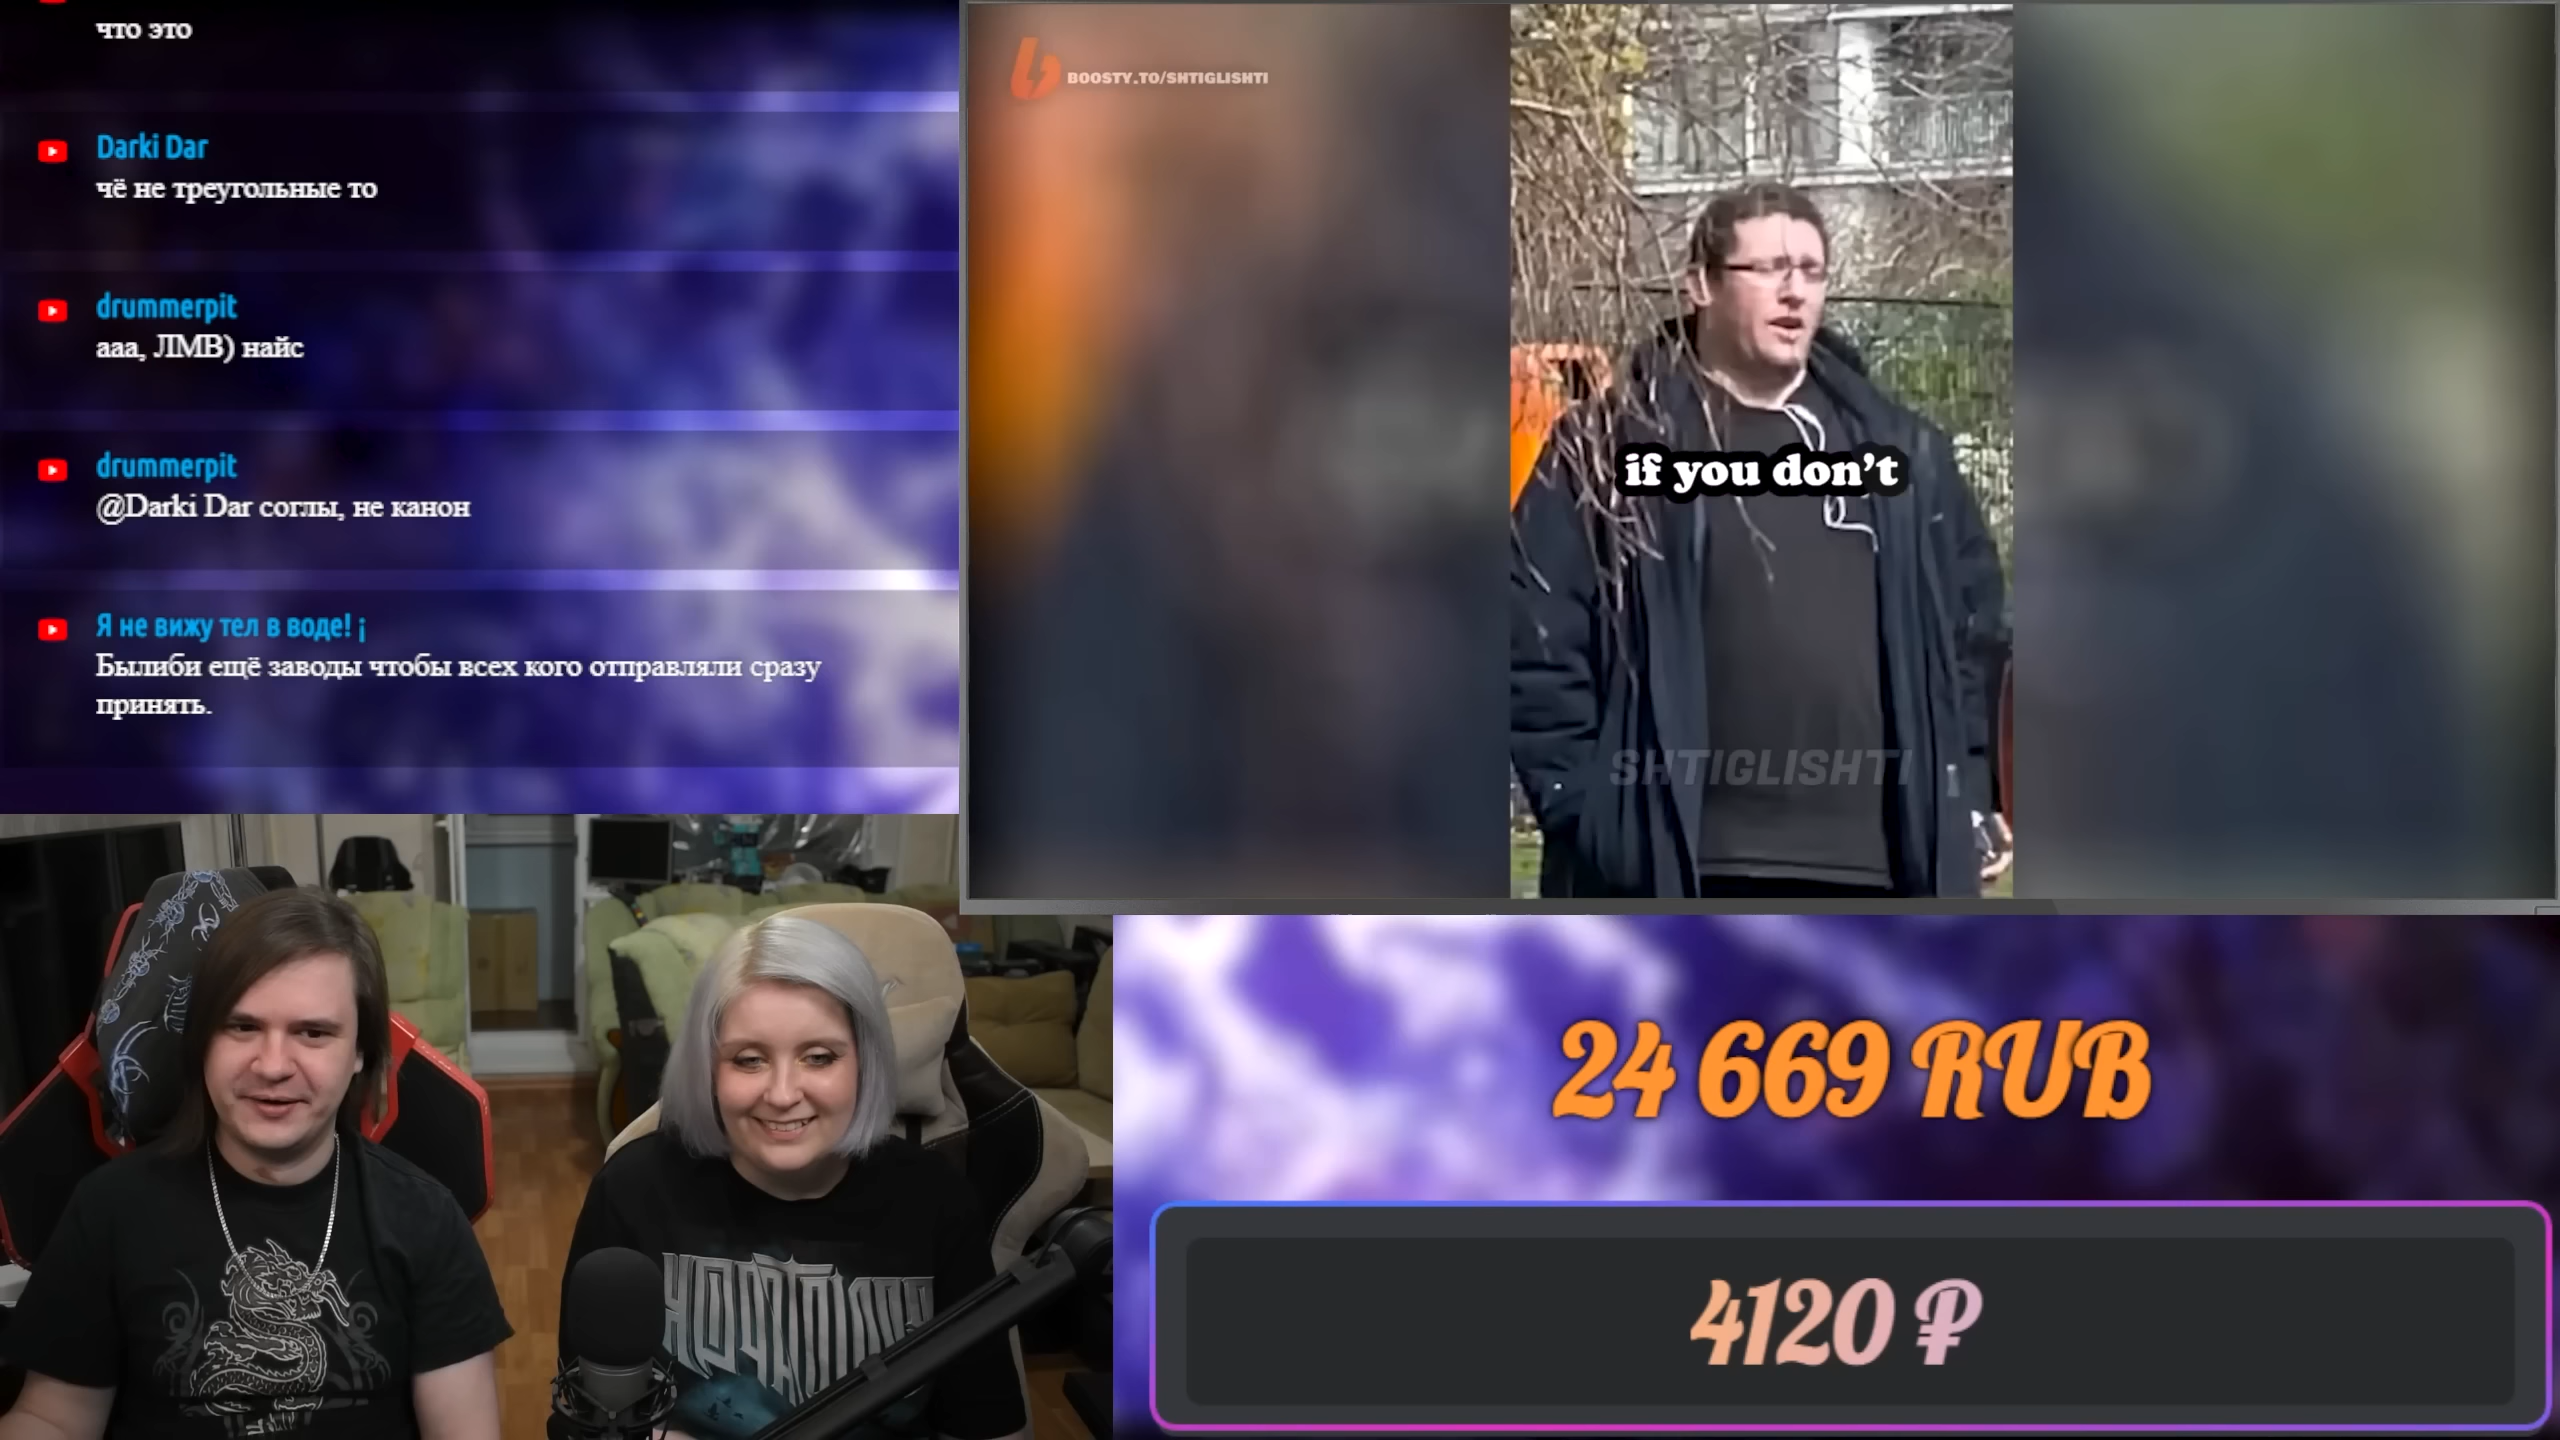 что это
Darki Dar
чё не треугольные то
drummerpit
ааа, ЛМВ) найс
drummerpit
@Darki Dar соглы, не канон
Я не вижу тел в воде! ¡
Былиби ещё заводы чтобы всех кого отправляли сразу
принять.
BOOSTY.TO/SHTIGLISHTI
if you don't
SHTIGLISHTI
24 669 RUB
4120 ₽